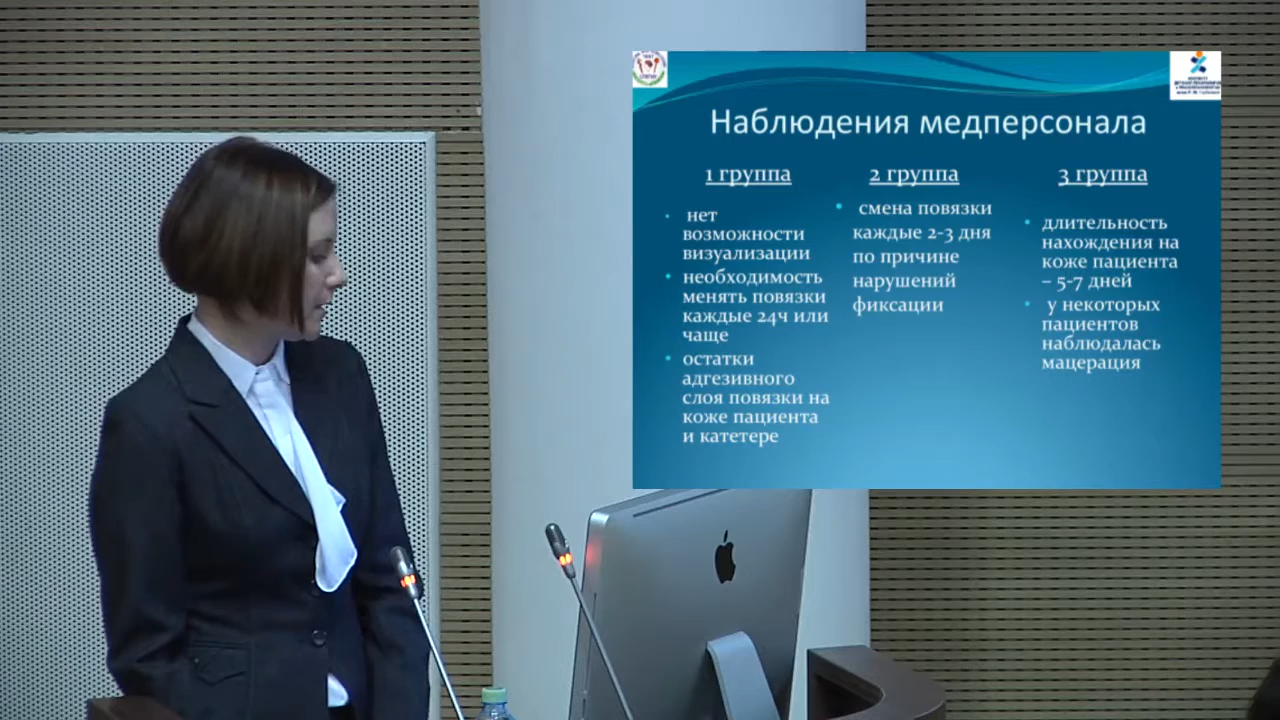 Наблюдения медперсонала
1 группа
нет
возможности
визуализации
необходимость
менять повязки
каждые 24ч или
чаще
остатки
адгезивного
слоя повязки на
коже пациента
и катетере
2 группа
смена повязки
каждые 2-3 дня
по причине
нарушений
фиксации
3 группа
длительность
нахождения на
коже пациента
– 5-7 дней
у некоторых
пациентов
наблюдалась
мацерация